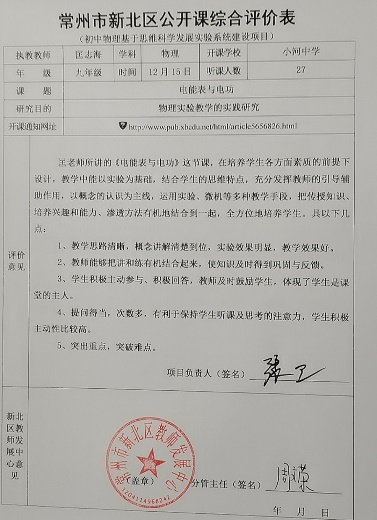 常州市新北区公开课综合评价表
（初中物理基于思维科学发展实验系统建设项目）
执教教师 匡志海 学科 物理 开课学校 小河中学
年 级 九年级 时间 12月15日 听课人数 27
课 题 电能表与电功
研究目的 物理实验教学的实践研究
开课通知网址 http://www.pub.xbedu.net/html/article5656826.html
评价意见
匡老师所讲的《电能表与电功》这节课，在培养学生各方面素质的前提下
设计，教学中能以实验为基础，结合学生的思维特点，充分发挥教师的引导辅
助作用，以概念的认识为主线，运用实验、微机等多种教学手段，把传授知识、
培养兴趣和能力、渗透方法有机地结合到一起，全方位地培养学生。具以下几
点：
1、教学思路清晰，概念讲解清楚到位，实验效果明显，教学效果好。
2、教师能够把讲和练有机结合起来，使知识及时得到巩固与反馈。
3、学生积极主动参与、积极回答，教师及时鼓励学生，体现了学生是课
堂的主人。
4、提问得当，次数多，有利于保持学生听课及思考的注意力，学生积极
主动性比较高。
5、突出重点，突破难点。
项目负责人（签名）
新北区教师发展中心意见
常州市新北区教师发展中心
（盖章） 分管主任（签名）
年 月 日